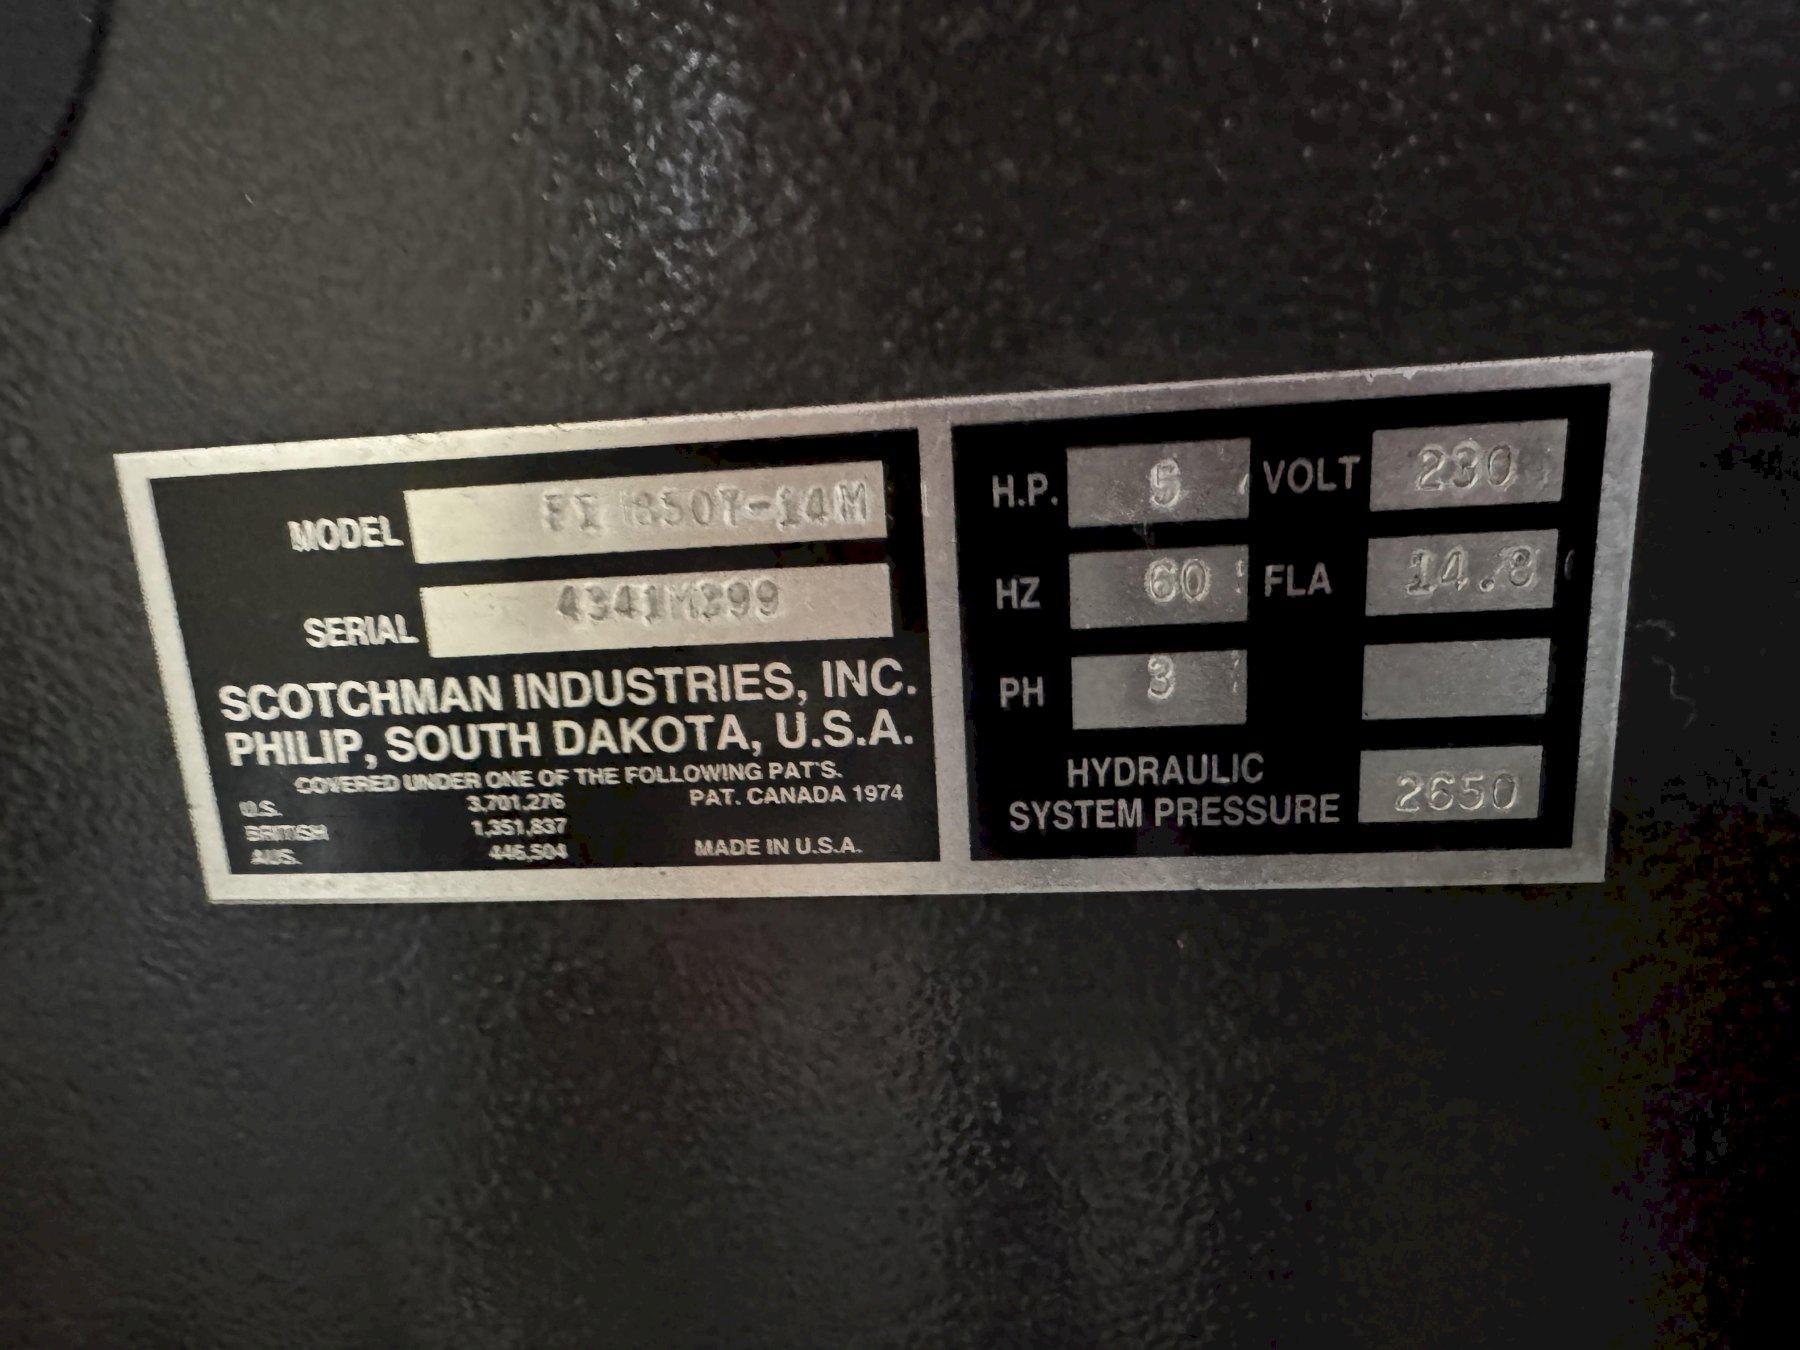 MODEL FI 8507-14M
SERIAL 4341M399
SCOTCHMAN INDUSTRIES, INC.
PHILIP, SOUTH DAKOTA, U.S.A.
COVERED UNDER ONE OF THE FOLLOWING PAT'S.
U.S. 3,701,276 PAT. CANADA 1974
BRITISH 1,351,837
AUS. 446,504 MADE IN U.S.A.
H.P. 5 VOLT 230
HZ 60 FLA 14.8
PH 3
HYDRAULIC
SYSTEM PRESSURE 2650